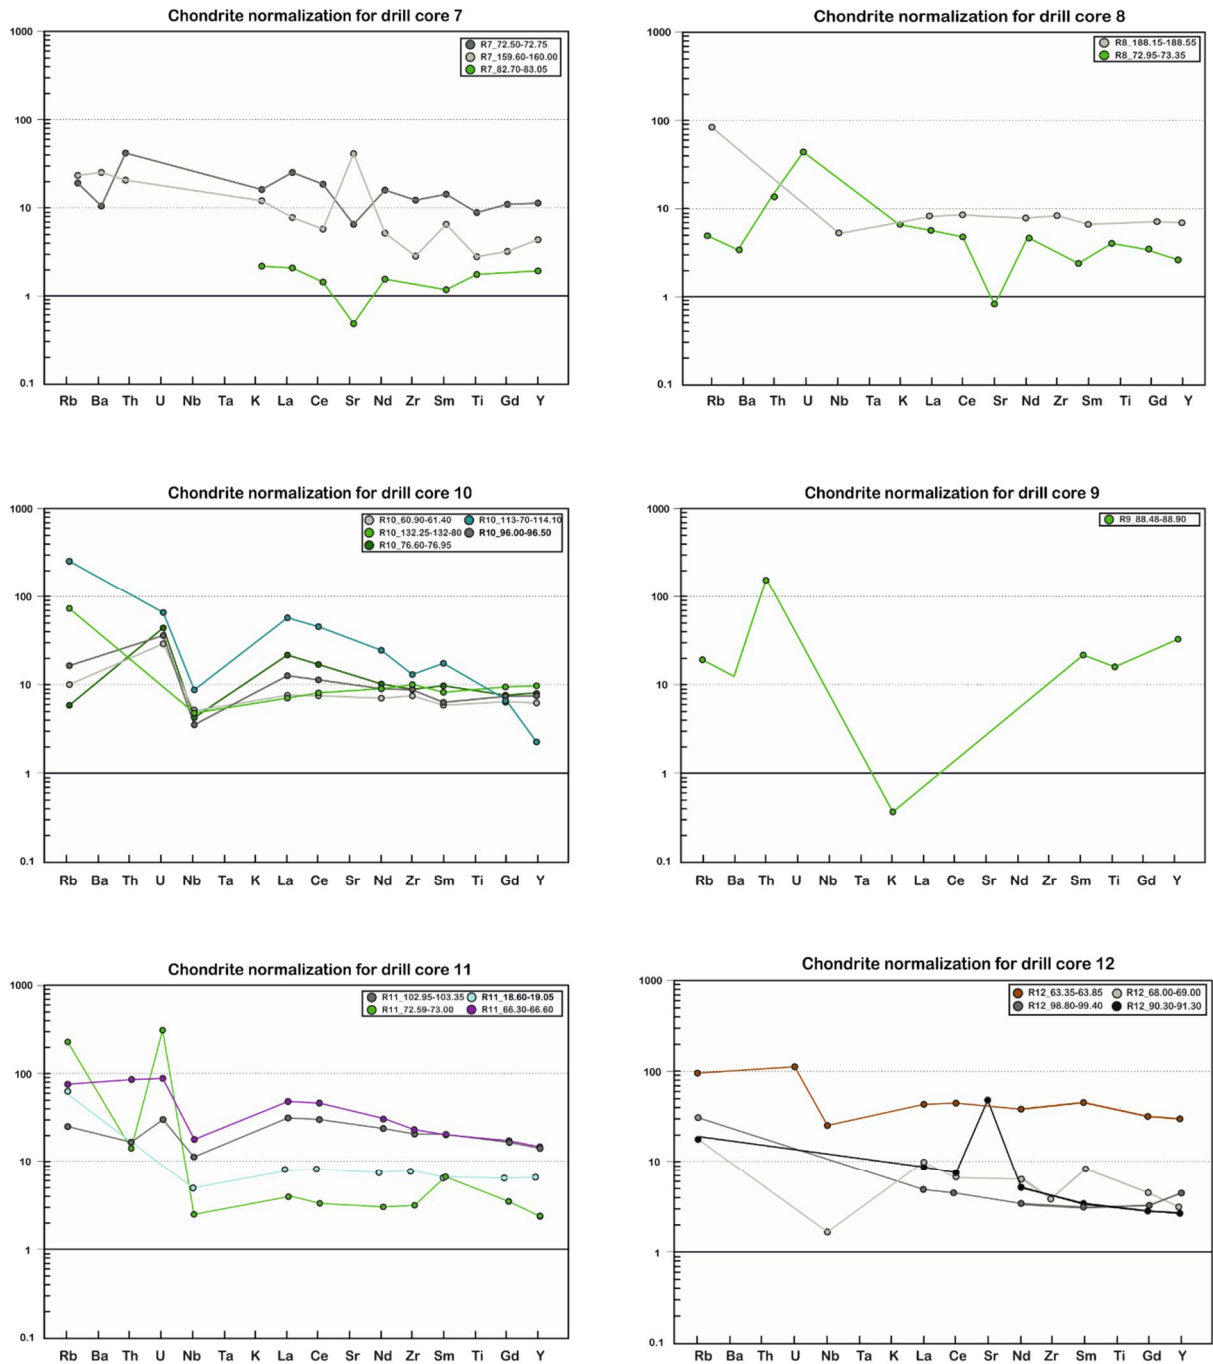 Chondrite normalization for drill core 7
1000
100
10
1
0.1
R7_72.50-72.75
R7_159.60-160.00
R7_82.70-83.05
Rb Ba Th U Nb Ta K La Ce Sr Nd Zr Sm Ti Gd Y
Chondrite normalization for drill core 8
1000
100
10
1
0.1
R8_188.15-188.55
R8_72.95-73.35
Rb Ba Th U Nb Ta K La Ce Sr Nd Zr Sm Ti Gd Y
Chondrite normalization for drill core 10
1000
100
10
1
0.1
R10_60.90-61.40 R10_113-70-114.10
R10_132.25-132-80 R10_96.00-96.50
R10_76.60-76.95
Rb Ba Th U Nb Ta K La Ce Sr Nd Zr Sm Ti Gd Y
Chondrite normalization for drill core 9
1000
100
10
1
0.1
R9_88.48-88.90
Rb Ba Th U Nb Ta K La Ce Sr Nd Zr Sm Ti Gd Y
Chondrite normalization for drill core 11
1000
100
10
1
0.1
R11_102.95-103.35 R11_18.60-19.05
R11_72.59-73.00 R11_66.30-66.60
Rb Ba Th U Nb Ta K La Ce Sr Nd Zr Sm Ti Gd Y
Chondrite normalization for drill core 12
1000
100
10
1
0.1
R12_63.35-63.85 R12_68.00-69.00
R12_98.80-99.40 R12_90.30-91.30
Rb Ba Th U Nb Ta K La Ce Sr Nd Zr Sm Ti Gd Y